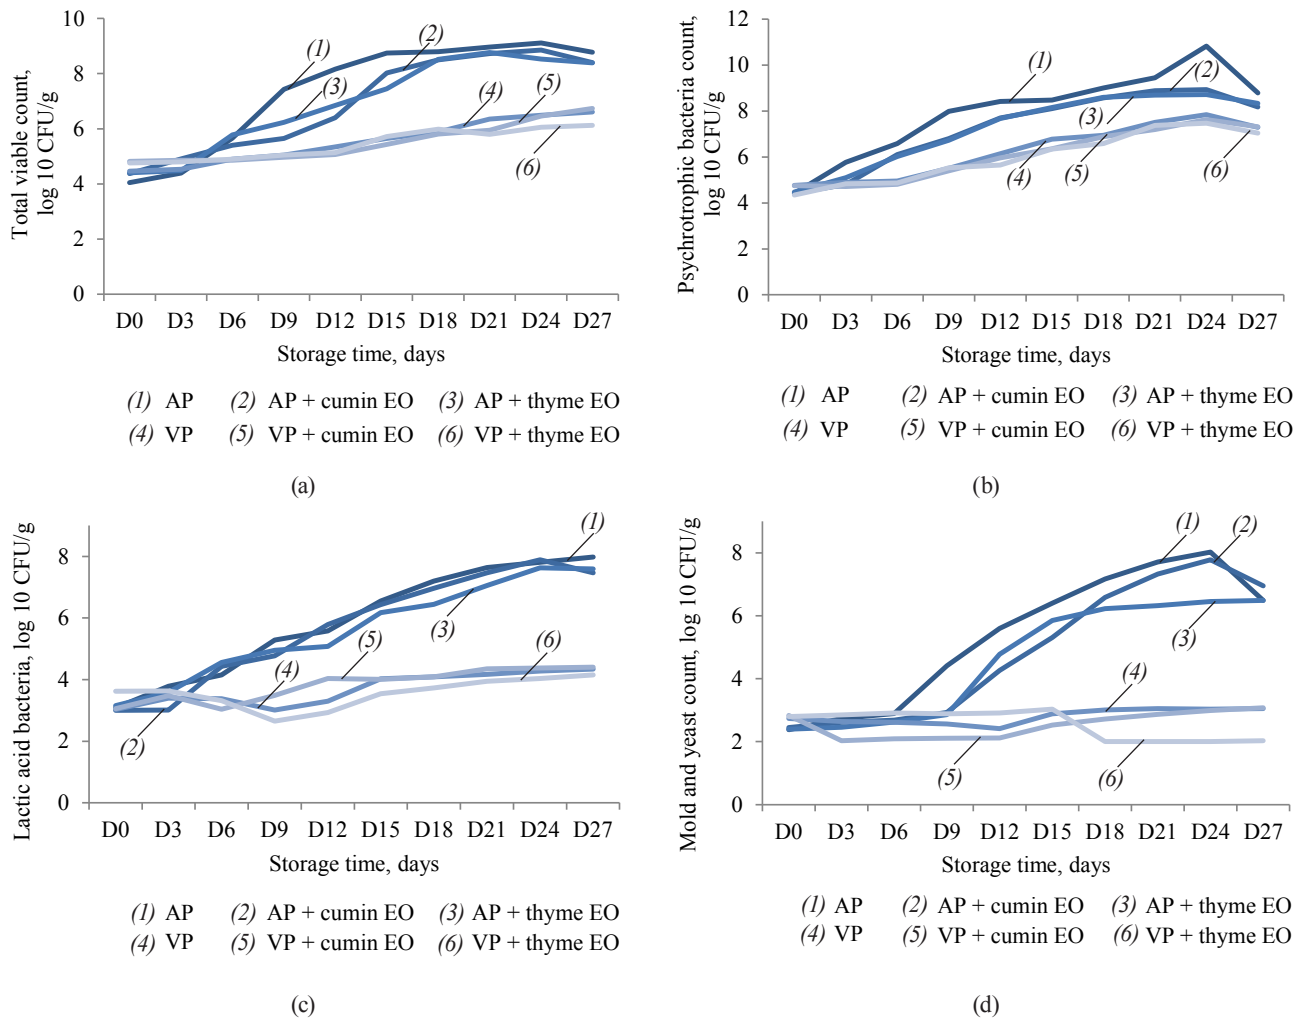 Total viable count,
log 10 CFU/g
10
8
6
4
2
0
(1)
(2)
(3)
(4)
(5)
(6)
D0 D3 D6 D9 D12 D15 D18 D21 D24 D27
Storage time, days
(1) AP (2) AP + cumin EO (3) AP + thyme EO
(4) VP (5) VP + cumin EO (6) VP + thyme EO
(a)
Psychrotrophic bacteria count,
log 10 CFU/g
12
10
8
6
4
2
0
(1)
(2)
(3)
(4)
(5)
(6)
D0 D3 D6 D9 D12 D15 D18 D21 D24 D27
Storage time, days
(1) AP (2) AP + cumin EO (3) AP + thyme EO
(4) VP (5) VP + cumin EO (6) VP + thyme EO
(b)
Lactic acid bacteria, log 10 CFU/g
8
6
4
2
0
(1)
(3)
(5)
(6)
(4)
(2)
D0 D3 D6 D9 D12 D15 D18 D21 D24 D27
Storage time, days
(1) AP (2) AP + cumin EO (3) AP + thyme EO
(4) VP (5) VP + cumin EO (6) VP + thyme EO
(c)
Mold and yeast count, log 10 CFU/g
8
6
4
2
0
(1)
(2)
(3)
(4)
(5)
(6)
D0 D3 D6 D9 D12 D15 D18 D21 D24 D27
Storage time, days
(1) AP (2) AP + cumin EO (3) AP + thyme EO
(4) VP (5) VP + cumin EO (6) VP + thyme EO
(d)